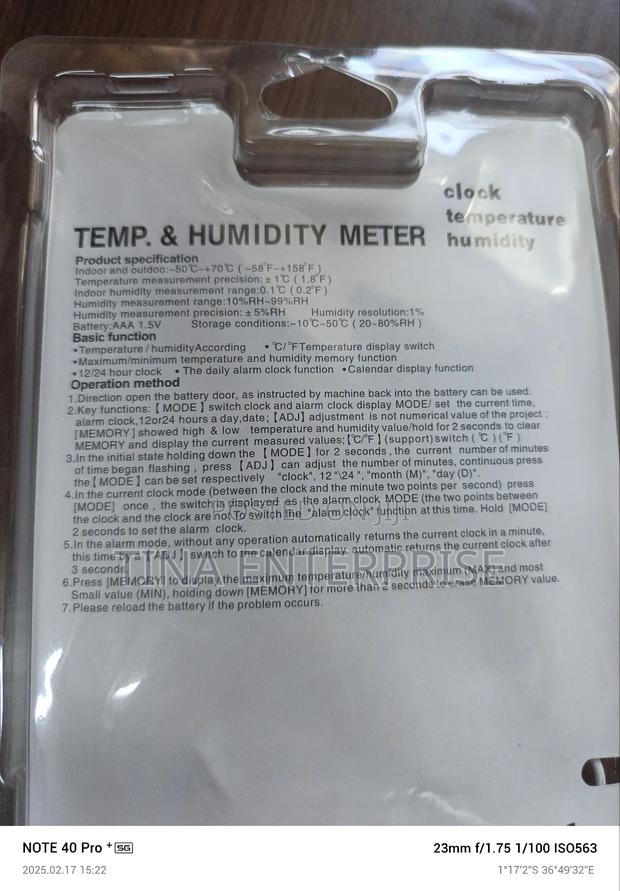 clock
temperature
TEMP. & HUMIDITY METER humidity
Product specification
Indoor and outdoo:-50℃~+70℃ ( -58°F~+158°F )
Temperature measurement precision: ± 1℃ ( 1.8°F )
Indoor humidity measurement range:0.1℃ ( 0.2°F )
Humidity measurement range:10%RH~99%RH
Humidity measurement precision: ± 5%RH Humidity resolution:1%
Battery:AAA 1.5V Storage conditions:-10℃~50℃ ( 20~80%RH )
Basic function
•Temperature / humidityAccording •℃/°FTemperature display switch
•Maximum/minimum temperature and humidity memory function
•12/24 hour clock •The daily alarm clock function •Calendar display function
Operation method
1.Direction open the battery door, as instructed by machine back into the battery can be used.
2.Key functions:【 MODE 】switch clock and alarm clock display MODE/ set the current time,
alarm clock,12or24 hours a day,date;【ADJ】adjustment is not numerical value of the project ;
[MEMORY] showed high & low temperature and humidity value/hold for 2 seconds to clear
MEMORY and display the current measured values;【℃/°F】(support)switch ( ℃ ) (°F )
3.In the initial state holding down the 【 MODE 】for 2 seconds, the current number of minutes
of time began flashing , press 【 ADJ 】can adjust the number of minutes, continuous press
the【 MODE 】can be set respectively "clock", 12 "\24 ", "month (M)", "day (D)".
4.In the current clock mode (between the clock and the minute two points per second) press
[MODE] once , the switch is displayed as the alarm clock MODE (the two points between
the clock and the clock are not To switch the "alarm clock" function at this time. Hold [MODE]
2 seconds to set the alarm clock.
POSTED ON jiji
5.In the alarm mode, without any operation automatically returns the current clock in a minute,
this time by a【ADJ】switch to the calendar display, automatic returns the current clock after
3 seconds.
TINA ENTERPRISE
6.Press [MEMORY] to display the maximum temperature/humidity maximum (MAX) and most
Small value (MIN), holding down [MEMORY] for more than 2 seconds to erase MEMORY value.
7.Please reload the battery if the problem occurs.
NOTE 40 Pro+ 5G 23mm f/1.75 1/100 ISO563
2025.02.17 15:22 1°17'2"S 36°49'32"E